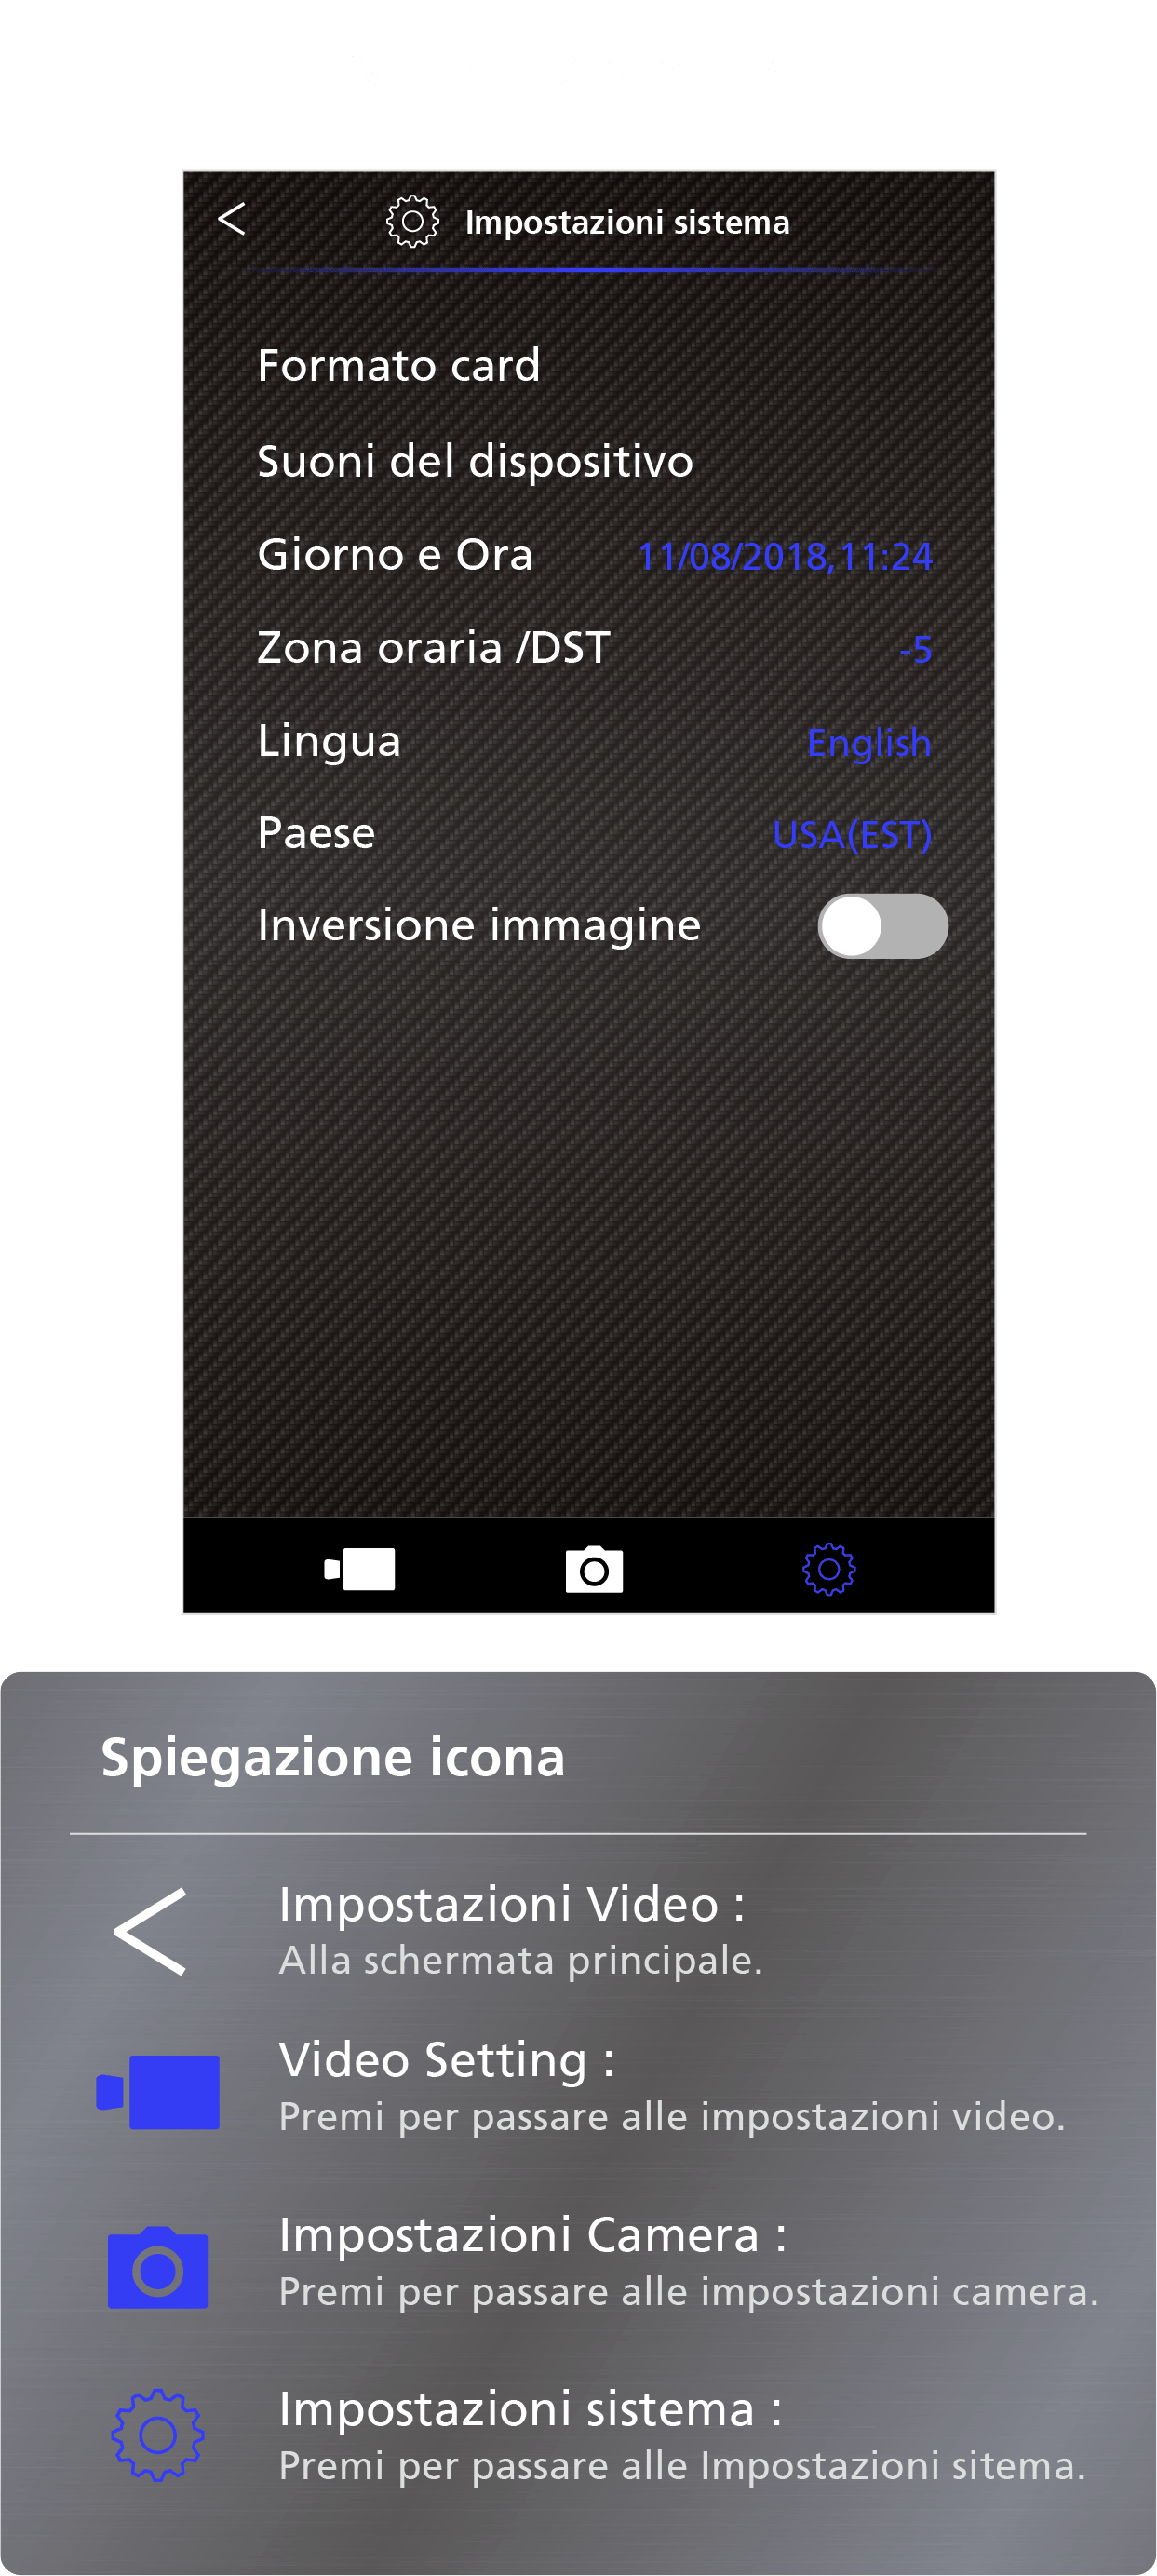 Impostazioni sistema
Formato card
Suoni del dispositivo
Giorno e Ora 11/08/2018,11:24
Zona oraria /DST -5
Lingua English
Paese USA(EST)
Inversione immagine
Spiegazione icona
Impostazioni Video :
Alla schermata principale.
Video Setting :
Premi per passare alle impostazioni video.
Impostazioni Camera :
Premi per passare alle impostazioni camera.
Impostazioni sistema :
Premi per passare alle Impostazioni sitema.